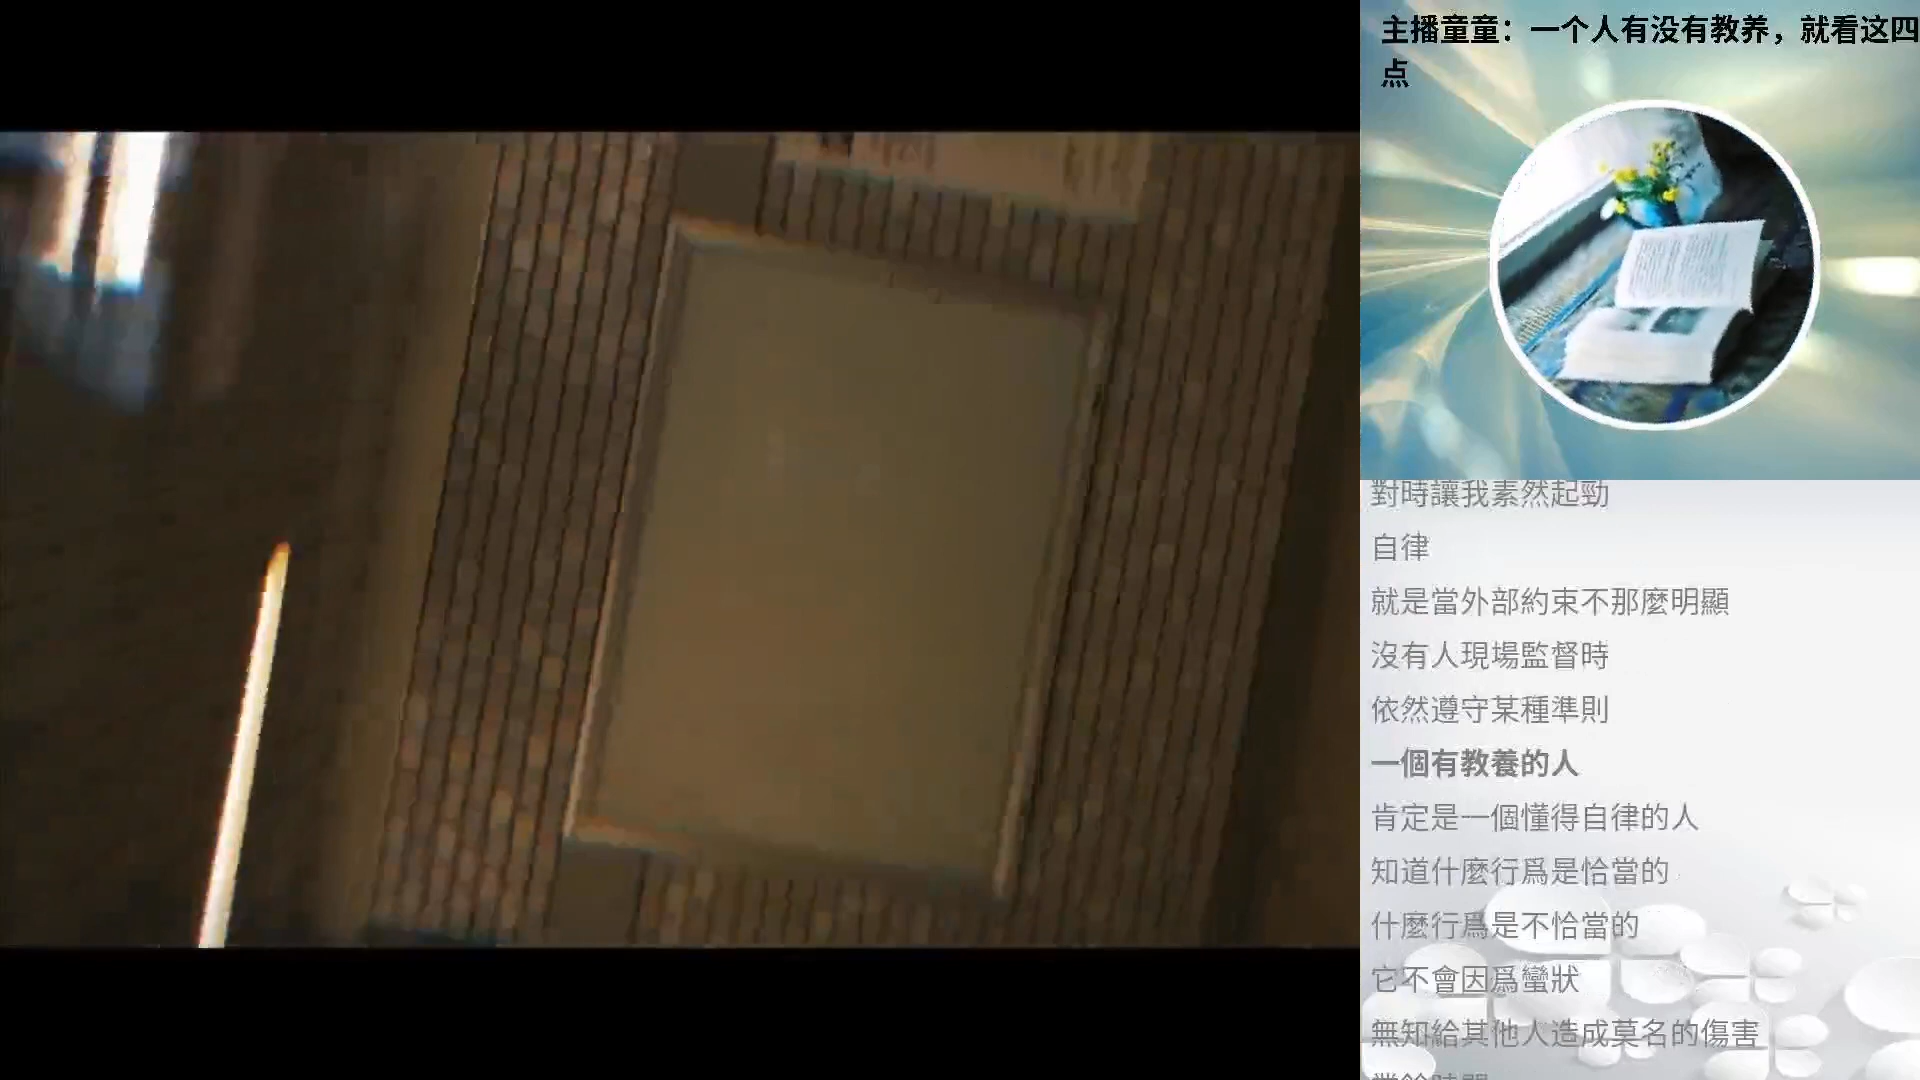 主播童童：一个人有没有教养，就看这四
点
對時讓我素然起勁
自律
就是當外部約束不那麼明顯
沒有人現場監督時
依然遵守某種準則
一個有教養的人
肯定是一個懂得自律的人
知道什麼行爲是恰當的
什麼行爲是不恰當的
它不會因爲蠻狀
無知給其他人造成莫名的傷害